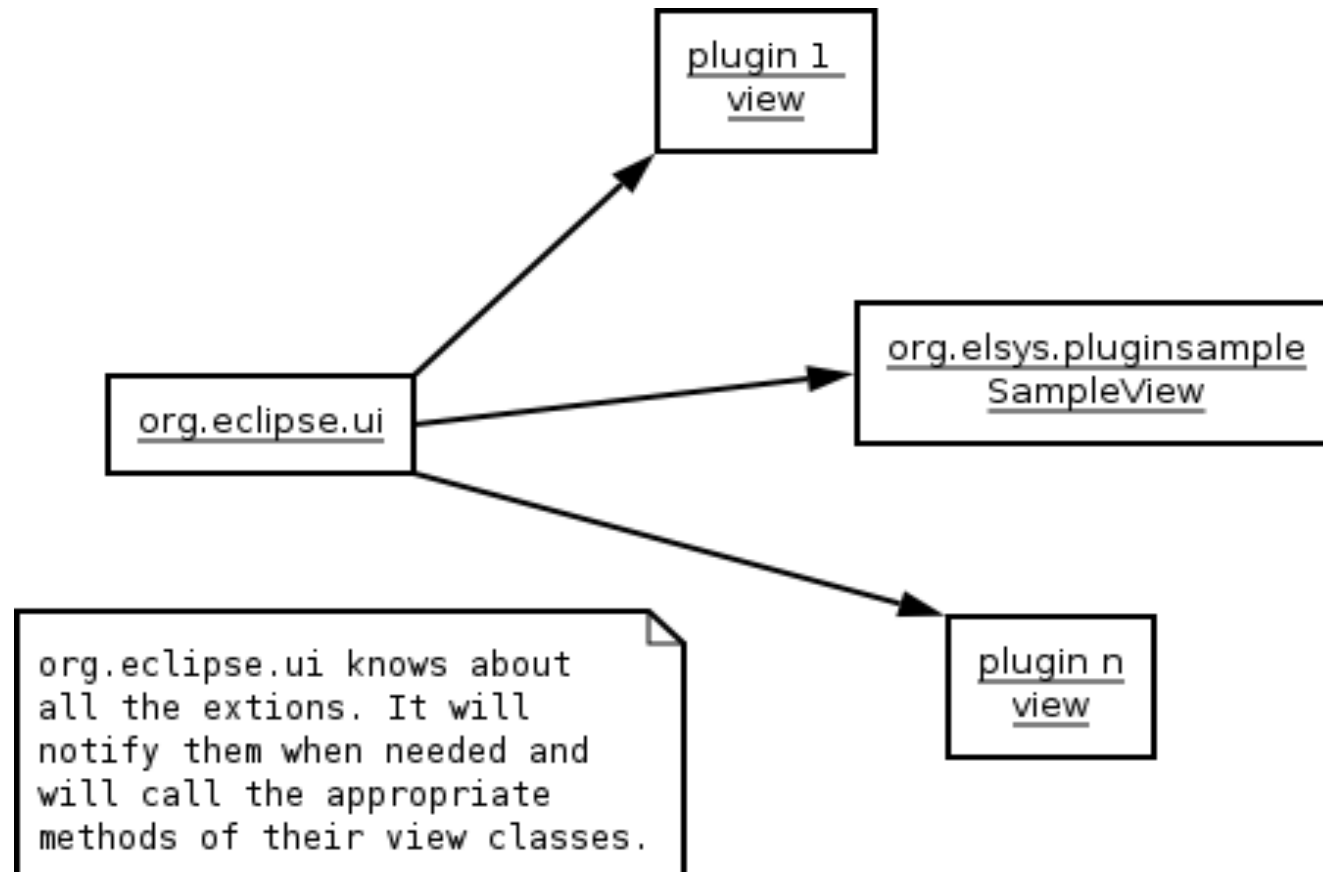 plugin 1
view
org.elsys.pluginsample
SampleView
org.eclipse.ui
plugin n
view
org.eclipse.ui knows about
all the extions. It will
notify them when needed and
will call the appropriate
methods of their view classes.